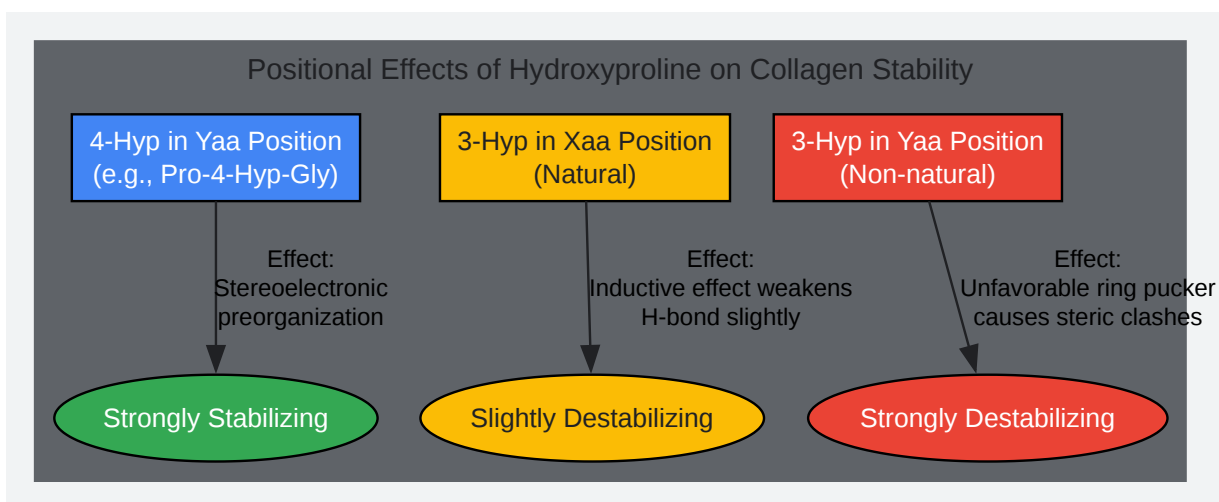 Positional Effects of Hydroxyproline on Collagen Stability
4-Hyp in Yaa Position
(e.g., Pro-4-Hyp-Gly)
3-Hyp in Xaa Position
(Natural)
3-Hyp in Yaa Position
(Non-natural)
Effect:
Stereoelectronic
preorganization
Effect:
Inductive effect weakens
H-bond slightly
Effect:
Unfavorable ring pucker
causes steric clashes
Strongly Stabilizing
Slightly Destabilizing
Strongly Destabilizing